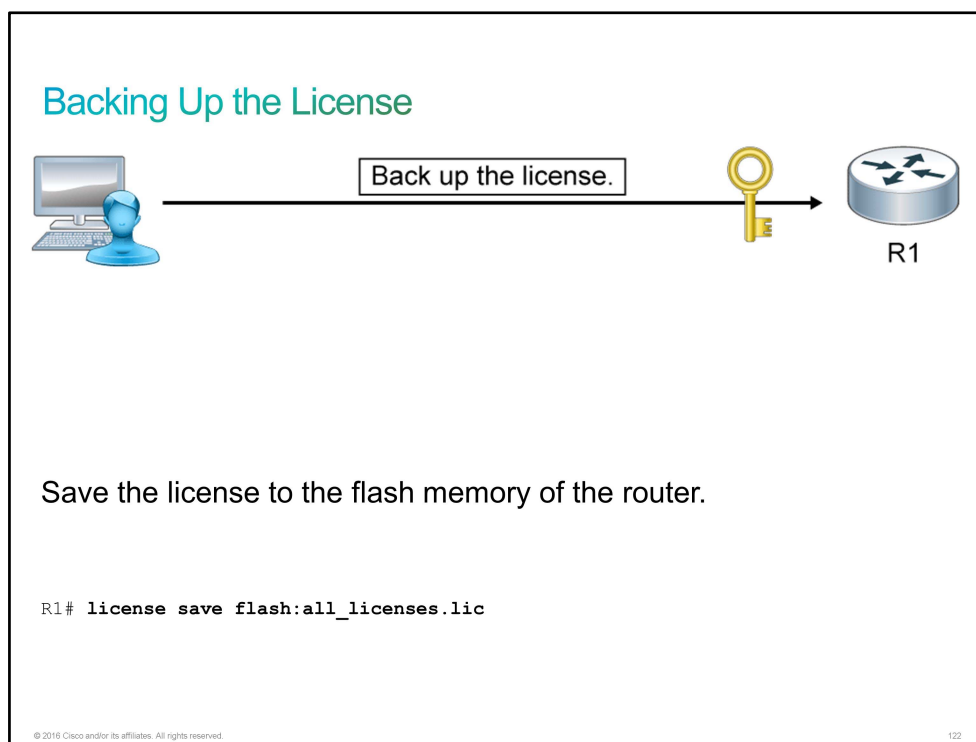 Backing Up the License
Back up the license.
R1
Save the license to the flash memory of the router.
R1# license save flash:all_licenses.lic
© 2016 Cisco and/or its affiliates. All rights reserved.
122